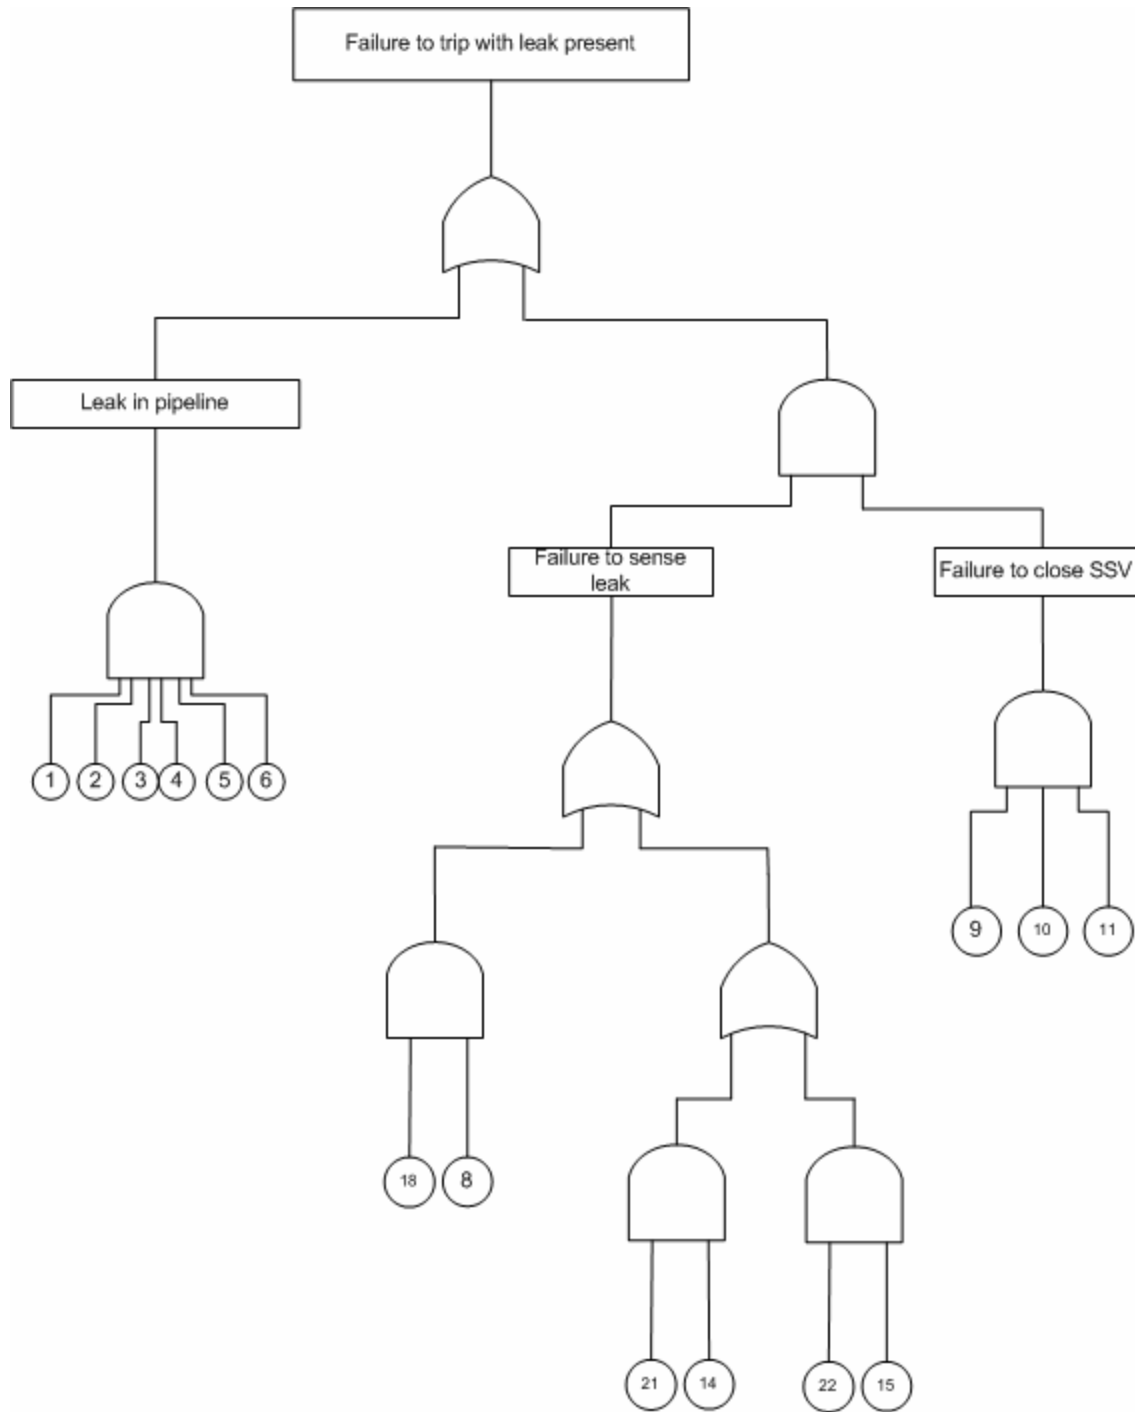 Failure to trip with leak present
Leak in pipeline
Failure to sense
leak
Failure to close SSV
1 2 3 4 5 6
9 10 11
18 8
21 14 22 15